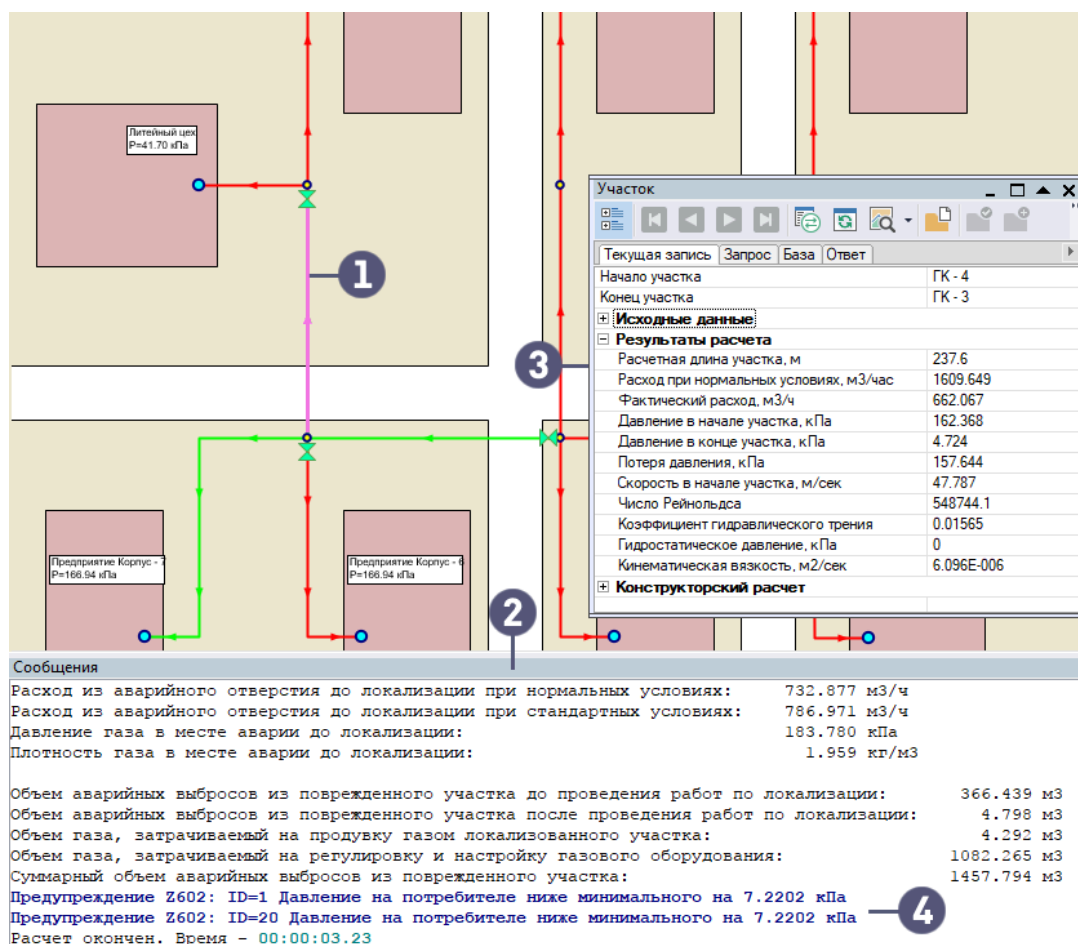 Литейный цех
P=41.70 кПа
1
Участок
Текущая запись Запрос База Ответ
Начало участка ГК - 4
Конец участка ГК - 3
Исходные данные
Результаты расчета
3
Расчетная длина участка, м 237.6
Расход при нормальных условиях, м3/час 1609.649
Фактический расход, м3/ч 662.067
Давление в начале участка, кПа 162.368
Давление в конце участка, кПа 4.724
Потеря давления, кПа 157.644
Скорость в начале участка, м/сек 47.787
Число Рейнольдса 548744.1
Коэффициент гидравлического трения 0.01565
Гидростатическое давление, кПа 0
Кинематическая вязкость, м2/сек 6.096E-006
Конструкторский расчет
Предприятие Корпус - 7
P=166.94 кПа
Предприятие Корпус - 6
P=166.94 кПа
2
Сообщения
Расход из аварийного отверстия до локализации при нормальных условиях: 732.877 м3/ч
Расход из аварийного отверстия до локализации при стандартных условиях: 786.971 м3/ч
Давление газа в месте аварии до локализации: 183.780 кПа
Плотность газа в месте аварии до локализации: 1.959 кг/м3
Объем аварийных выбросов из поврежденного участка до проведения работ по локализации: 366.439 м3
Объем аварийных выбросов из поврежденного участка после проведения работ по локализации: 4.798 м3
Объем газа, затрачиваемый на продувку газом локализованного участка: 4.292 м3
Объем газа, затрачиваемый на регулировку и настройку газового оборудования: 1082.265 м3
Суммарный объем аварийных выбросов из поврежденного участка: 1457.794 м3
Предупреждение Z602: ID=1 Давление на потребителе ниже минимального на 7.2202 кПа
Предупреждение Z602: ID=20 Давление на потребителе ниже минимального на 7.2202 кПа
4
Расчет окончен. Время - 00:00:03.23